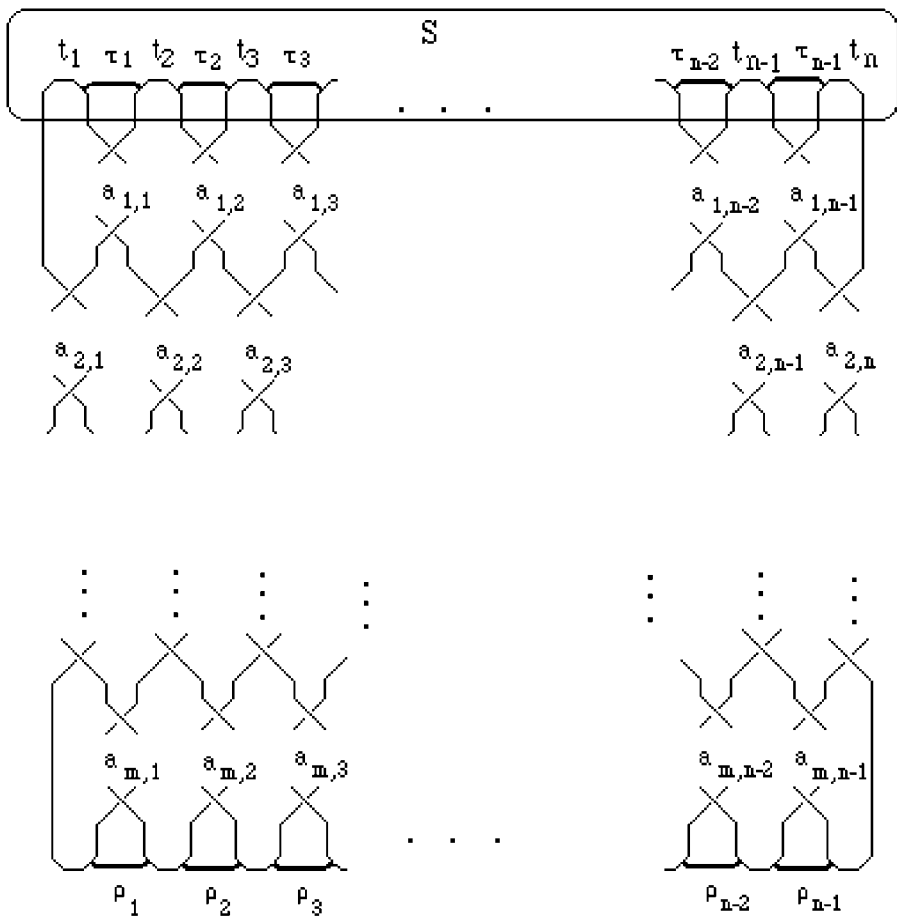 S
t₁ τ₁ t₂ τ₂ t₃ τ₃ τₙ₋₂ tₙ₋₁ τₙ₋₁ tₙ
. . .
a₁,₁ a₁,₂ a₁,₃ a₁,ₙ₋₂ a₁,ₙ₋₁
a₂,₁ a₂,₂ a₂,₃ a₂,ₙ₋₁ a₂,ₙ
aₘ,₁ aₘ,₂ aₘ,₃ aₘ,ₙ₋₂ aₘ,ₙ₋₁
. . .
ρ₁ ρ₂ ρ₃ ρₙ₋₂ ρₙ₋₁